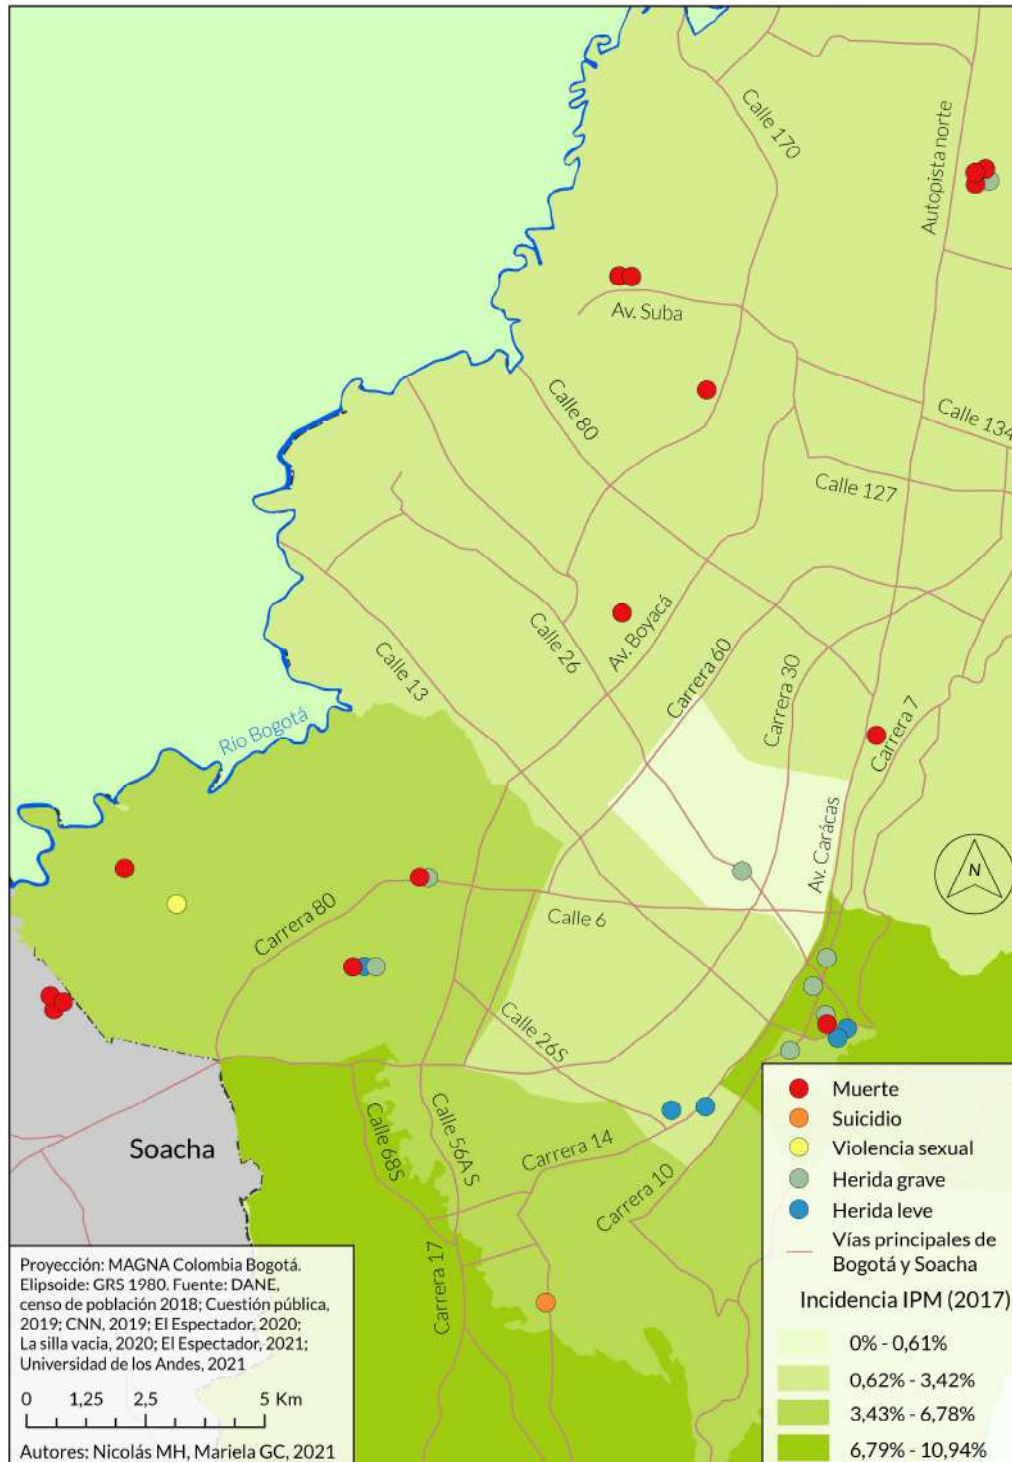 Calle 170
Autopista norte
Av. Suba
Calle 80
Calle 134
Calle 127
Calle 26
Av. Boyacá
Carrera 60
Carrera 30
Calle 13
Carrera 7
Río Bogotá
Av. Carácas
N
Carrera 80
Calle 6
Calle 26S
Soacha
Calle 68S
Calle 56A S
Carrera 14
Carrera 10
Carrera 17
Muerte
Suicidio
Violencia sexual
Herida grave
Herida leve
Vías principales de
Bogotá y Soacha
Incidencia IPM (2017)
0% - 0,61%
0,62% - 3,42%
3,43% - 6,78%
6,79% - 10,94%
Proyección: MAGNA Colombia Bogotá.
Elipsoide: GRS 1980. Fuente: DANE,
censo de población 2018; Cuestión pública,
2019; CNN, 2019; El Espectador, 2020;
La silla vacia, 2020; El Espectador, 2021;
Universidad de los Andes, 2021
0 1,25 2,5 5 Km
Autores: Nicolás MH, Mariela GC, 2021